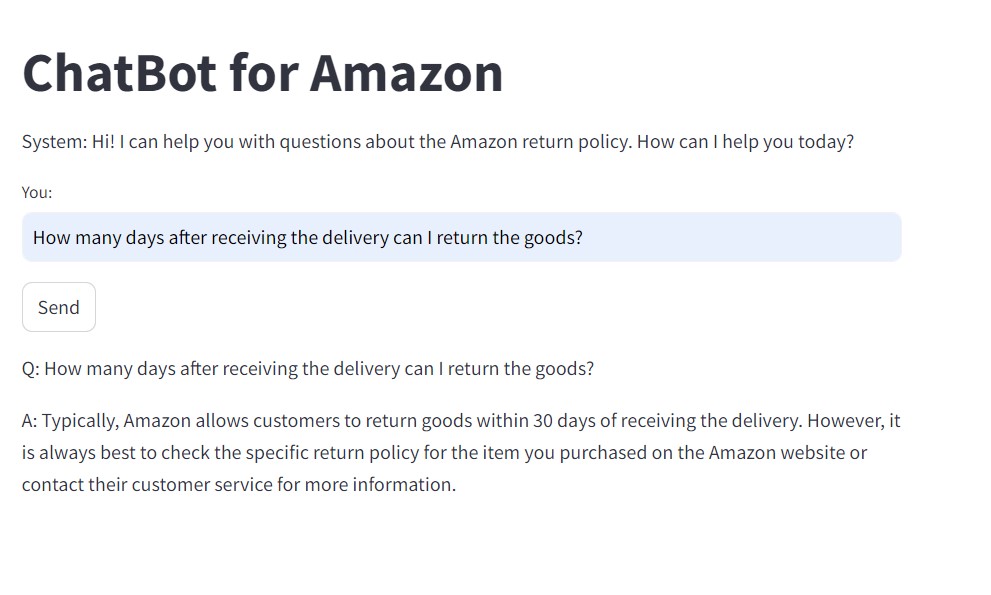 ChatBot for Amazon
System: Hi! I can help you with questions about the Amazon return policy. How can I help you today?
You:
How many days after receiving the delivery can I return the goods?
Send
Q: How many days after receiving the delivery can I return the goods?
A: Typically, Amazon allows customers to return goods within 30 days of receiving the delivery. However, it
is always best to check the specific return policy for the item you purchased on the Amazon website or
contact their customer service for more information.